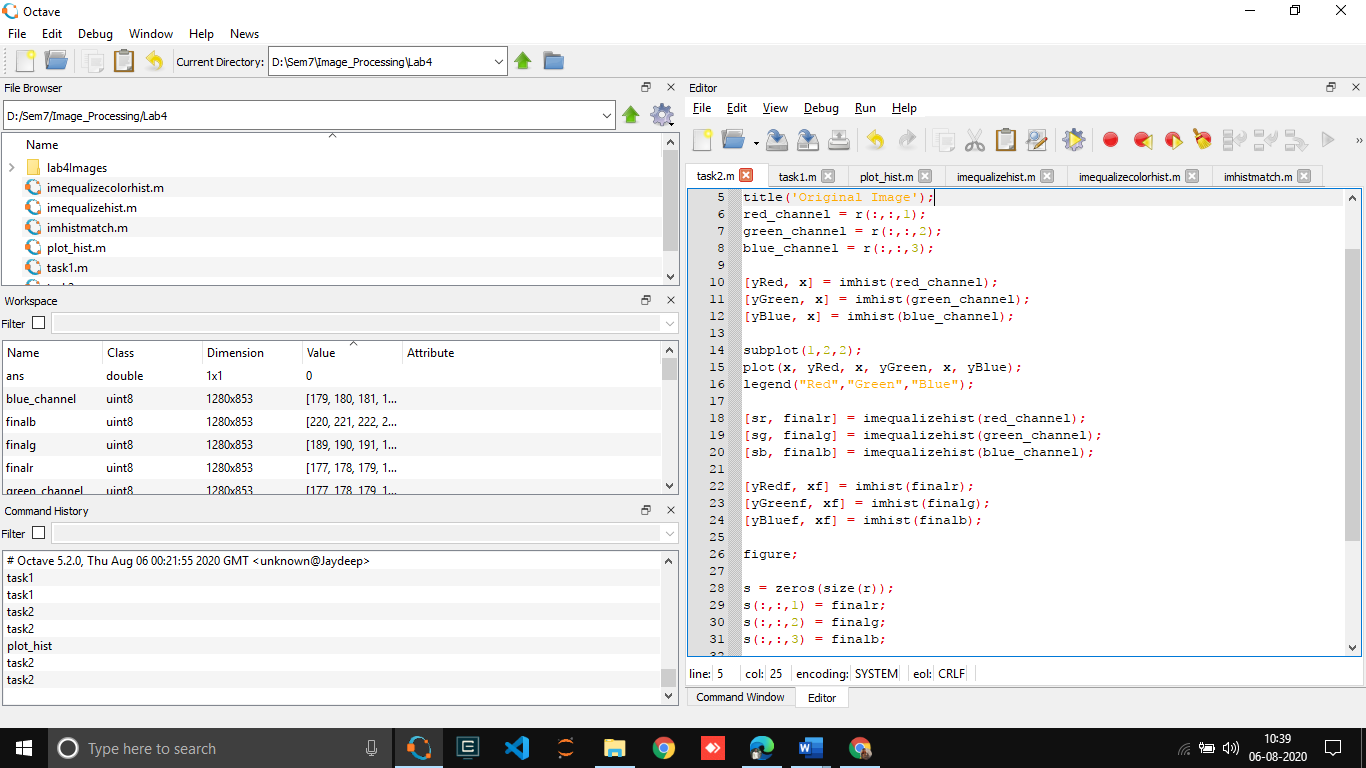 Octave
File Edit Debug Window Help News
Current Directory: D:\Sem7\Image_Processing\Lab4
File Browser
D:/Sem7/Image_Processing/Lab4
Name
lab4Images
imequalizecolorhist.m
imequalizehist.m
imhistmatch.m
plot_hist.m
task1.m
Workspace
Filter
Name Class Dimension Value Attribute
ans double 1x1 0
blue_channel uint8 1280x853 [179, 180, 181, 1...
finalb uint8 1280x853 [220, 221, 222, 2...
finalg uint8 1280x853 [189, 190, 191, 1...
finalr uint8 1280x853 [177, 178, 179, 1...
green_channel uint8 1280x853 [177, 178, 179, 1...
Command History
Filter
# Octave 5.2.0, Thu Aug 06 00:21:55 2020 GMT <unknown@Jaydeep>
task1
task1
task2
task2
plot_hist
task2
task2
Editor
File Edit View Debug Run Help
task2.m task1.m plot_hist.m imequalizehist.m imequalizecolorhist.m imhistmatch.m
5 title('Original Image');
6 red_channel = r(:,:,1);
7 green_channel = r(:,:,2);
8 blue_channel = r(:,:,3);
9
10 [yRed, x] = imhist(red_channel);
11 [yGreen, x] = imhist(green_channel);
12 [yBlue, x] = imhist(blue_channel);
13
14 subplot(1,2,2);
15 plot(x, yRed, x, yGreen, x, yBlue);
16 legend("Red","Green","Blue");
17
18 [sr, finalr] = imequalizehist(red_channel);
19 [sg, finalg] = imequalizehist(green_channel);
20 [sb, finalb] = imequalizehist(blue_channel);
21
22 [yRedf, xf] = imhist(finalr);
23 [yGreenf, xf] = imhist(finalg);
24 [yBluef, xf] = imhist(finalb);
25
26 figure;
27
28 s = zeros(size(r));
29 s(:,:,1) = finalr;
30 s(:,:,2) = finalg;
31 s(:,:,3) = finalb;
line: 5 col: 25 encoding: SYSTEM eol: CRLF
Command Window Editor
Type here to search
10:39
06-08-2020